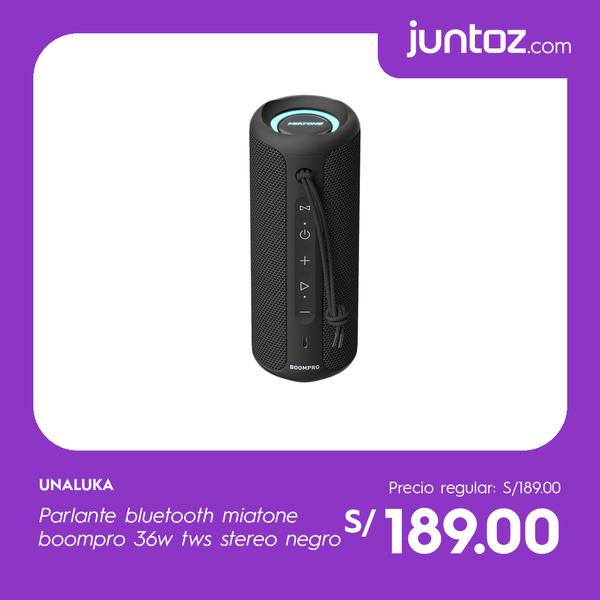 juntoz.com
MIATONE
BOOMPRO
UNALUKA
Parlante bluetooth miatone
boompro 36w tws stereo negro
Precio regular: S/189.00
S/ 189.00